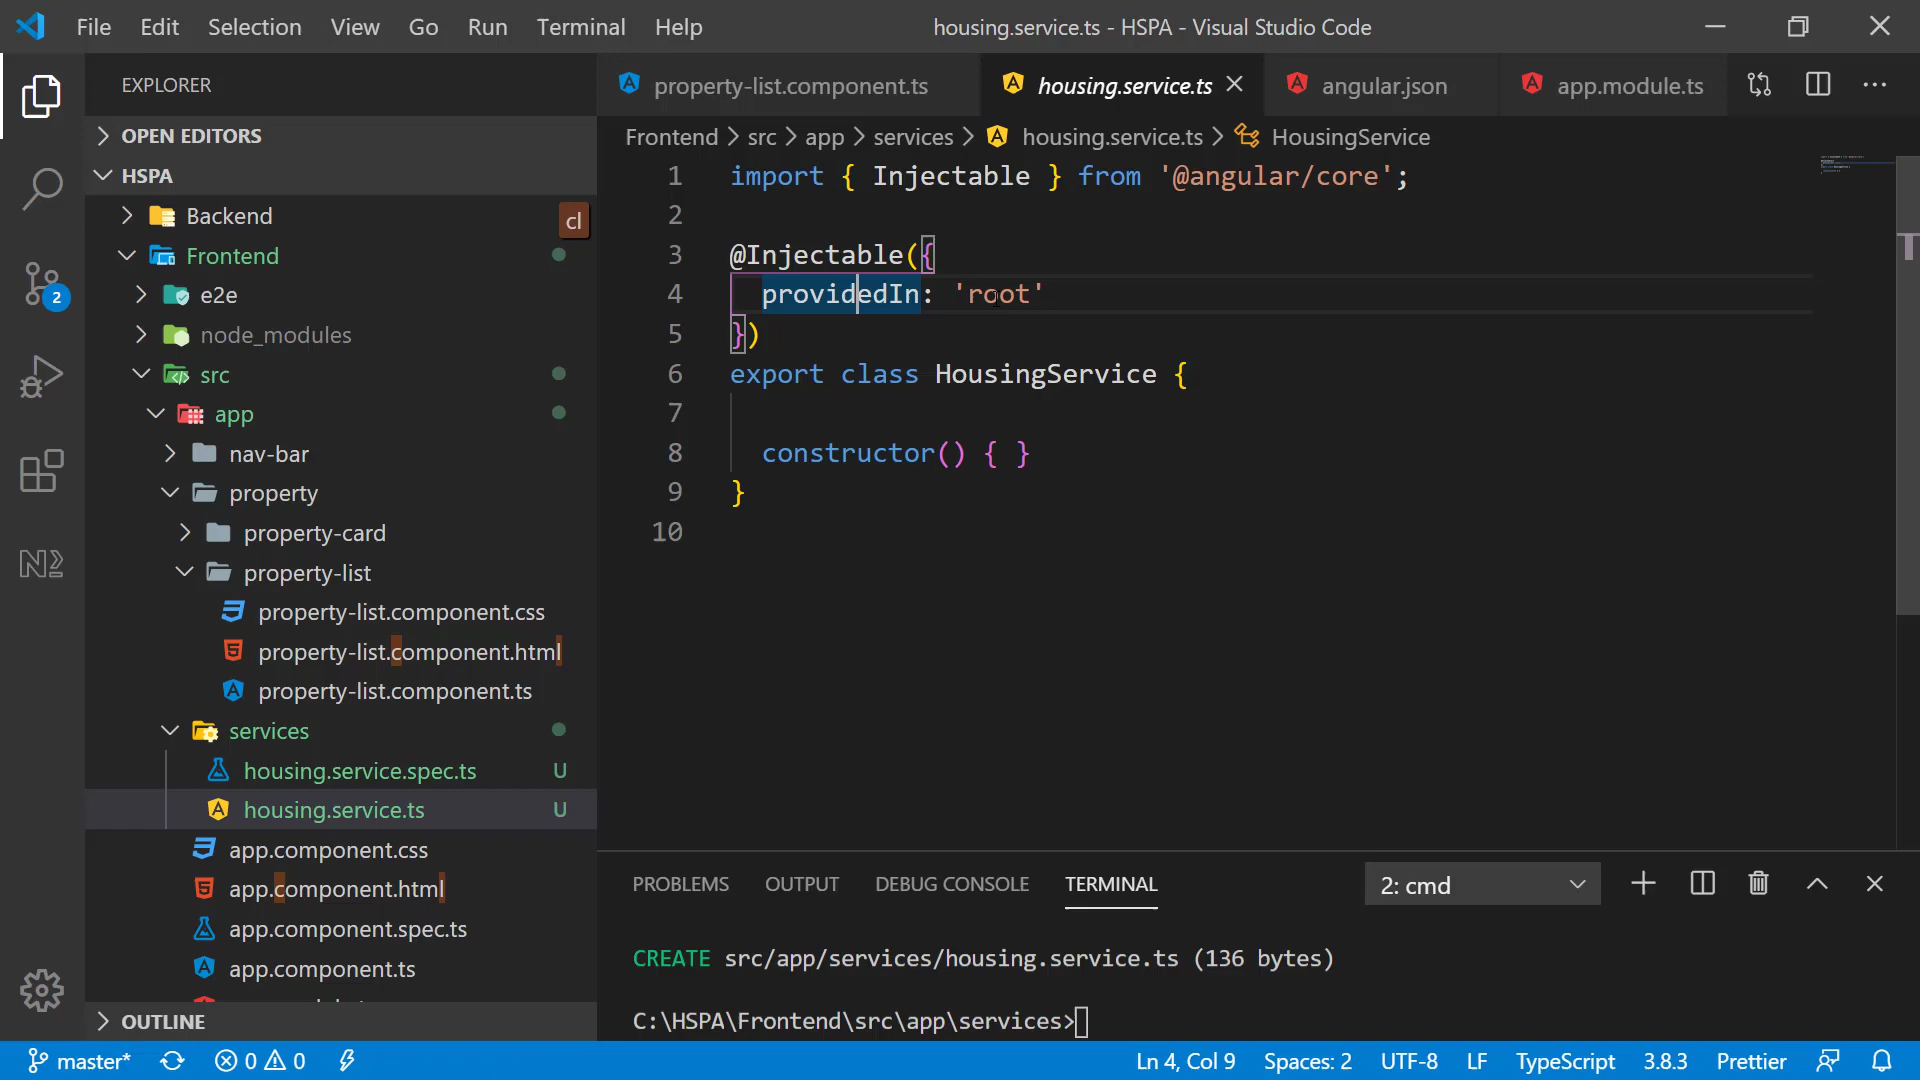 File Edit Selection View Go Run Terminal Help
housing.service.ts - HSPA - Visual Studio Code
EXPLORER
OPEN EDITORS
HSPA
Backend
cl
Frontend
e2e
node_modules
src
app
nav-bar
property
property-card
property-list
property-list.component.css
property-list.component.html
property-list.component.ts
services
housing.service.spec.ts U
housing.service.ts U
app.component.css
app.component.html
app.component.spec.ts
app.component.ts
OUTLINE
property-list.component.ts housing.service.ts angular.json app.module.ts
Frontend > src > app > services > housing.service.ts > HousingService
1 import { Injectable } from '@angular/core';
2
3 @Injectable({
4 providedIn: 'root'
5 })
6 export class HousingService {
7
8 constructor() { }
9 }
10
PROBLEMS OUTPUT DEBUG CONSOLE TERMINAL 2: cmd
CREATE src/app/services/housing.service.ts (136 bytes)
C:\HSPA\Frontend\src\app\services>
2
master* 0 0 Ln 4, Col 9 Spaces: 2 UTF-8 LF TypeScript 3.8.3 Prettier